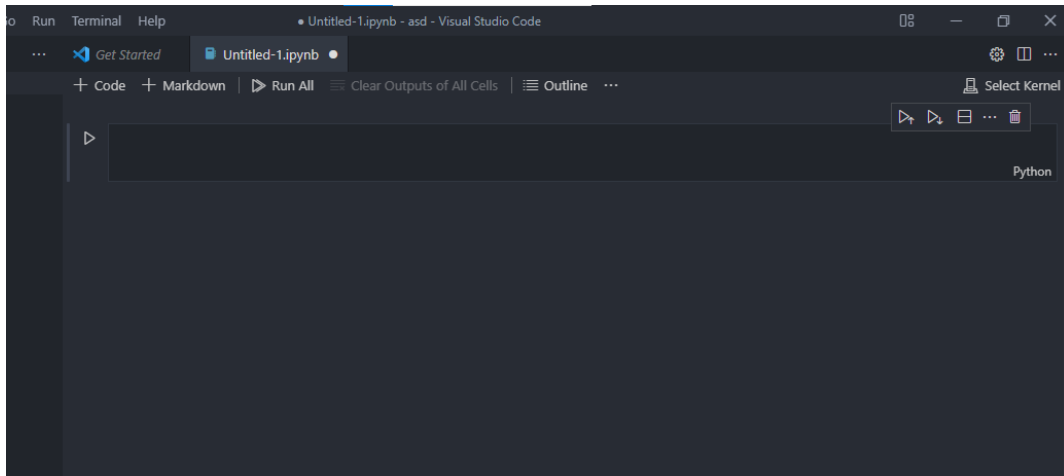 Run Terminal Help ● Untitled-1.ipynb - asd - Visual Studio Code
Get Started Untitled-1.ipynb ●
+ Code + Markdown | Run All Clear Outputs of All Cells | Outline ... Select Kernel
Python